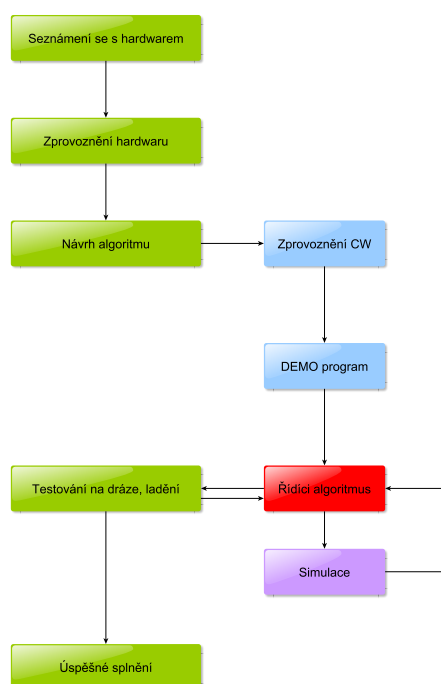 Seznámení se s hardwarem
Zprovoznění hardwaru
Návrh algoritmu
Zprovoznění CW
DEMO program
Testování na dráze, ladění
Řídíci algoritmus
Simulace
Úspěšné splnění